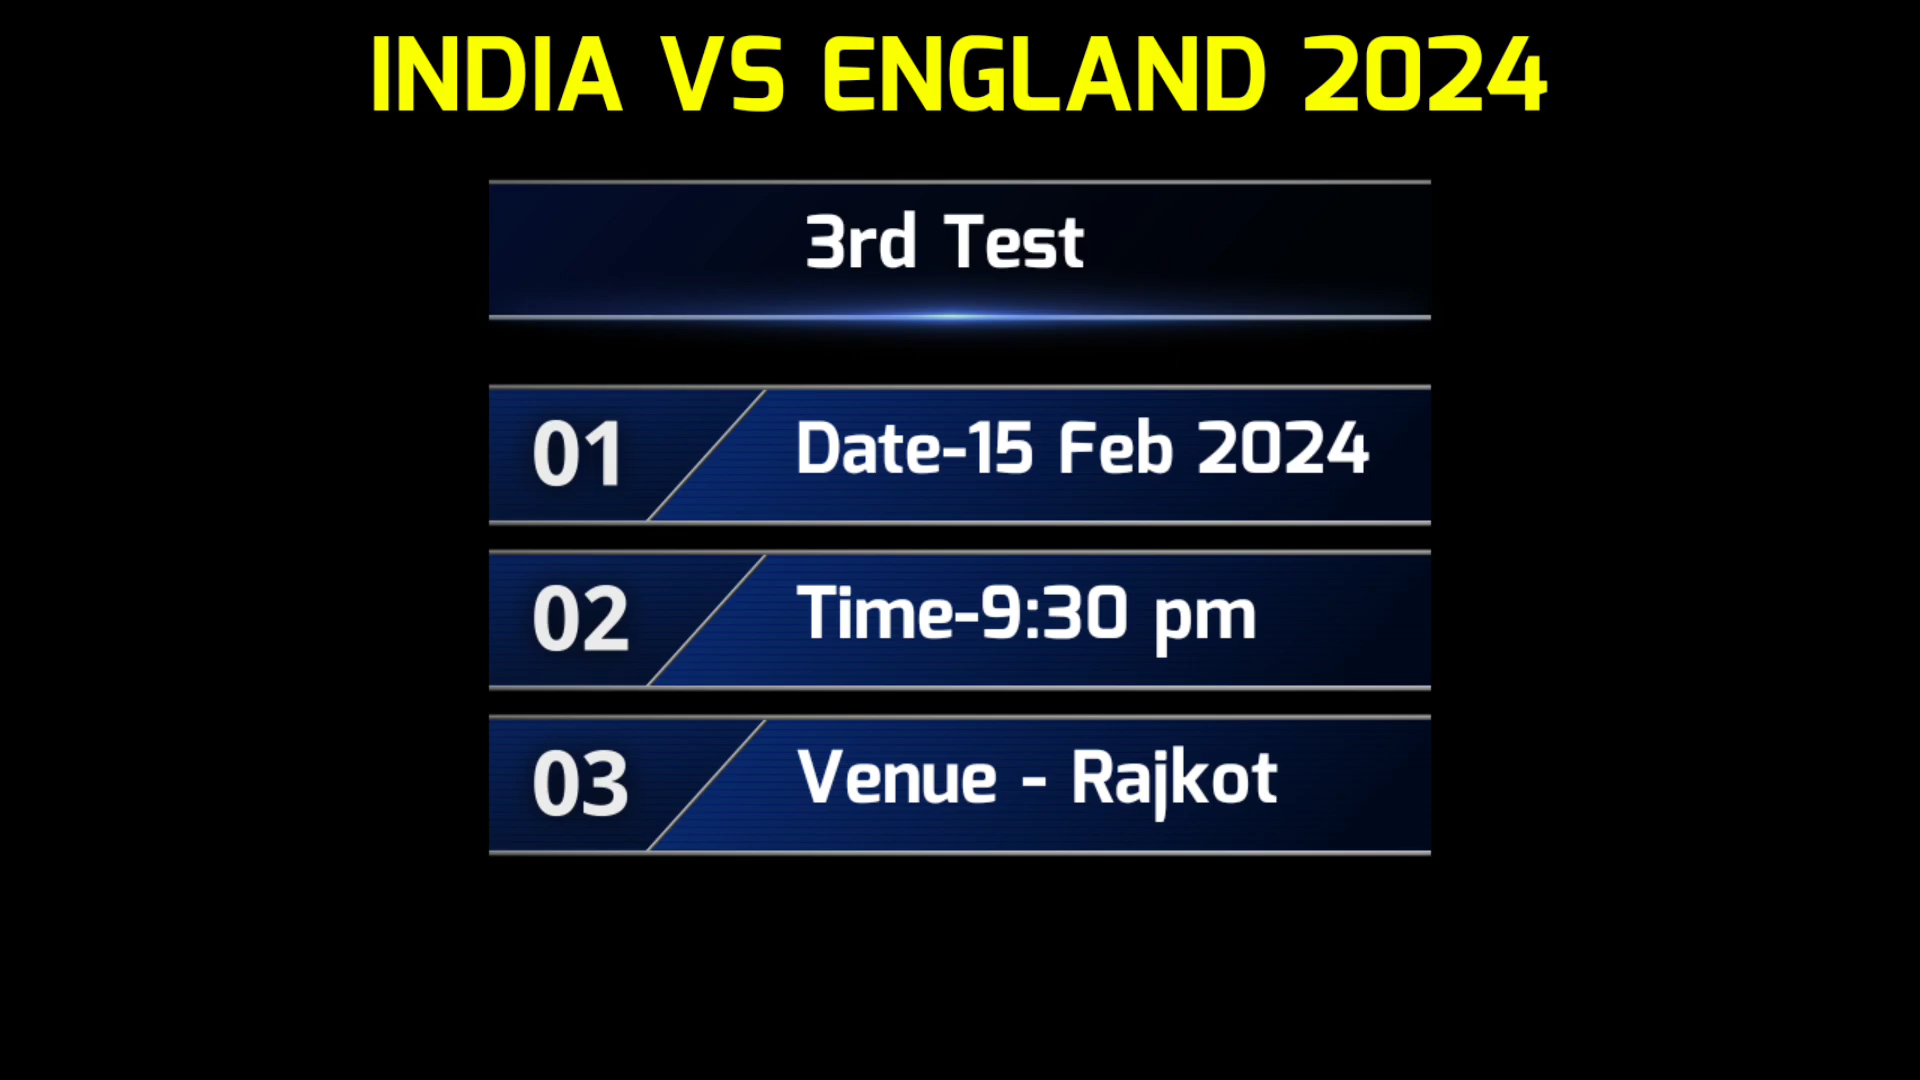 INDIA VS ENGLAND 2024
3rd Test
01 Date-15 Feb 2024
02 Time-9:30 pm
03 Venue - Rajkot